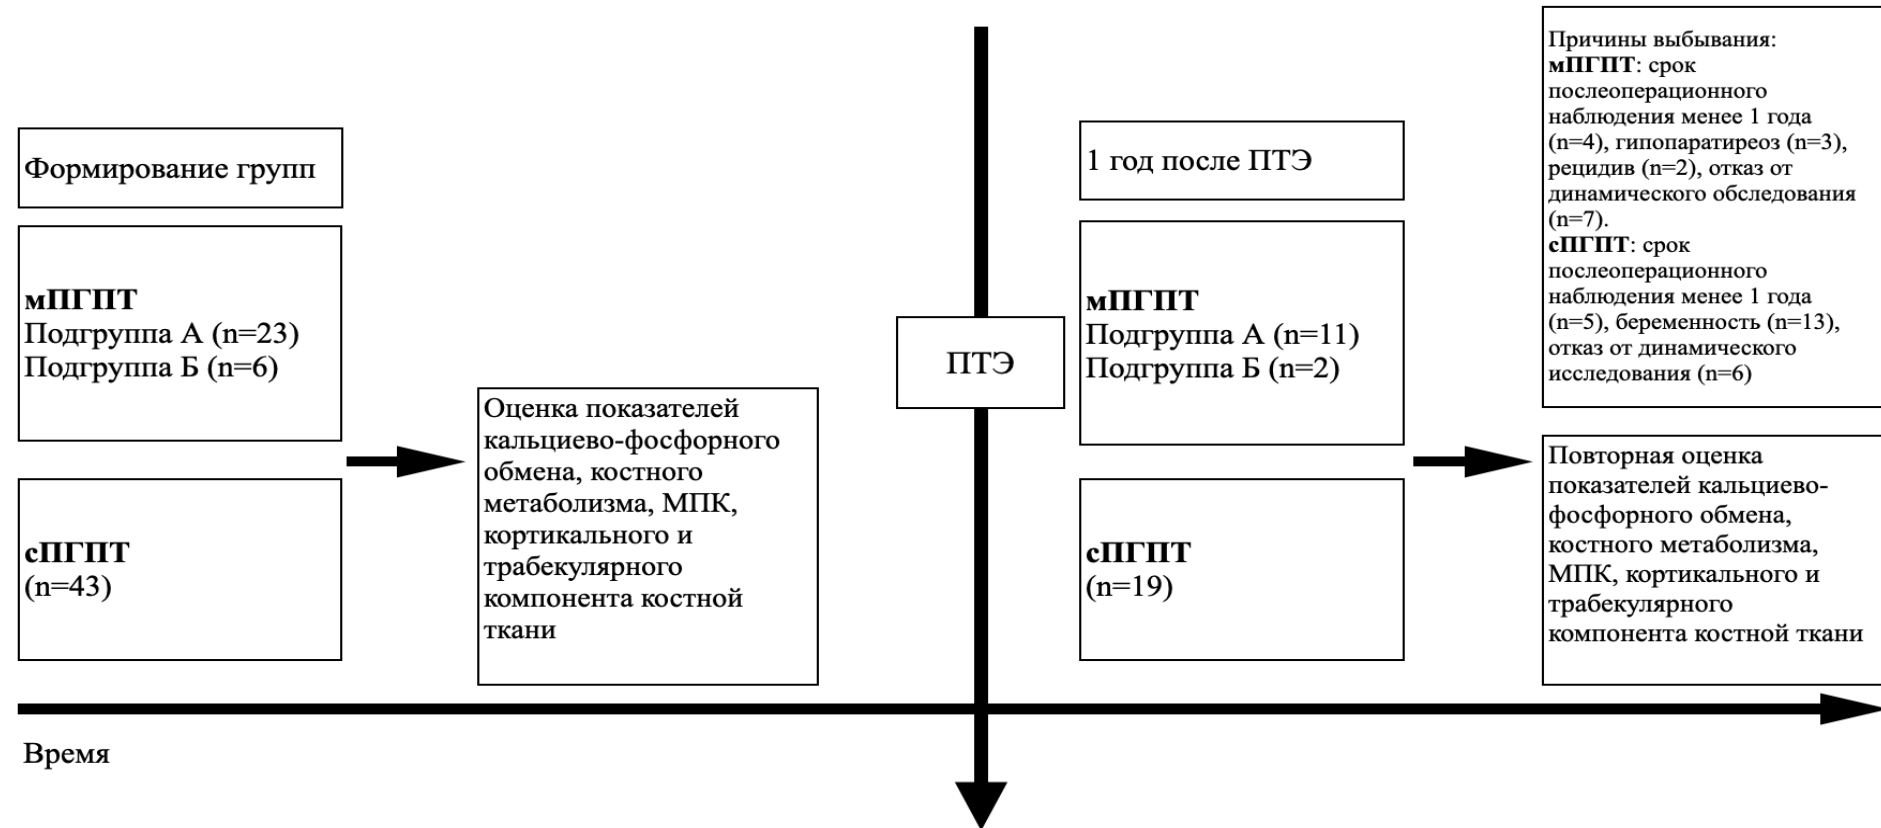 Формирование групп
мПГПТ
Подгруппа А (n=23)
Подгруппа Б (n=6)
сПГПТ
(n=43)
Оценка показателей
кальциево-фосфорного
обмена, костного
метаболизма, МПК,
кортикального и
трабекулярного
компонента костной
ткани
ПТЭ
1 год после ПТЭ
мПГПТ
Подгруппа А (n=11)
Подгруппа Б (n=2)
сПГПТ
(n=19)
Причины выбывания:
мПГПТ: срок
послеоперационного
наблюдения менее 1 года
(n=4), гипопаратиреоз (n=3),
рецидив (n=2), отказ от
динамического обследования
(n=7).
сПГПТ: срок
послеоперационного
наблюдения менее 1 года
(n=5), беременность (n=13),
отказ от динамического
исследования (n=6)
Повторная оценка
показателей кальциево-
фосфорного обмена,
костного метаболизма,
МПК, кортикального и
трабекулярного
компонента костной ткани
Время